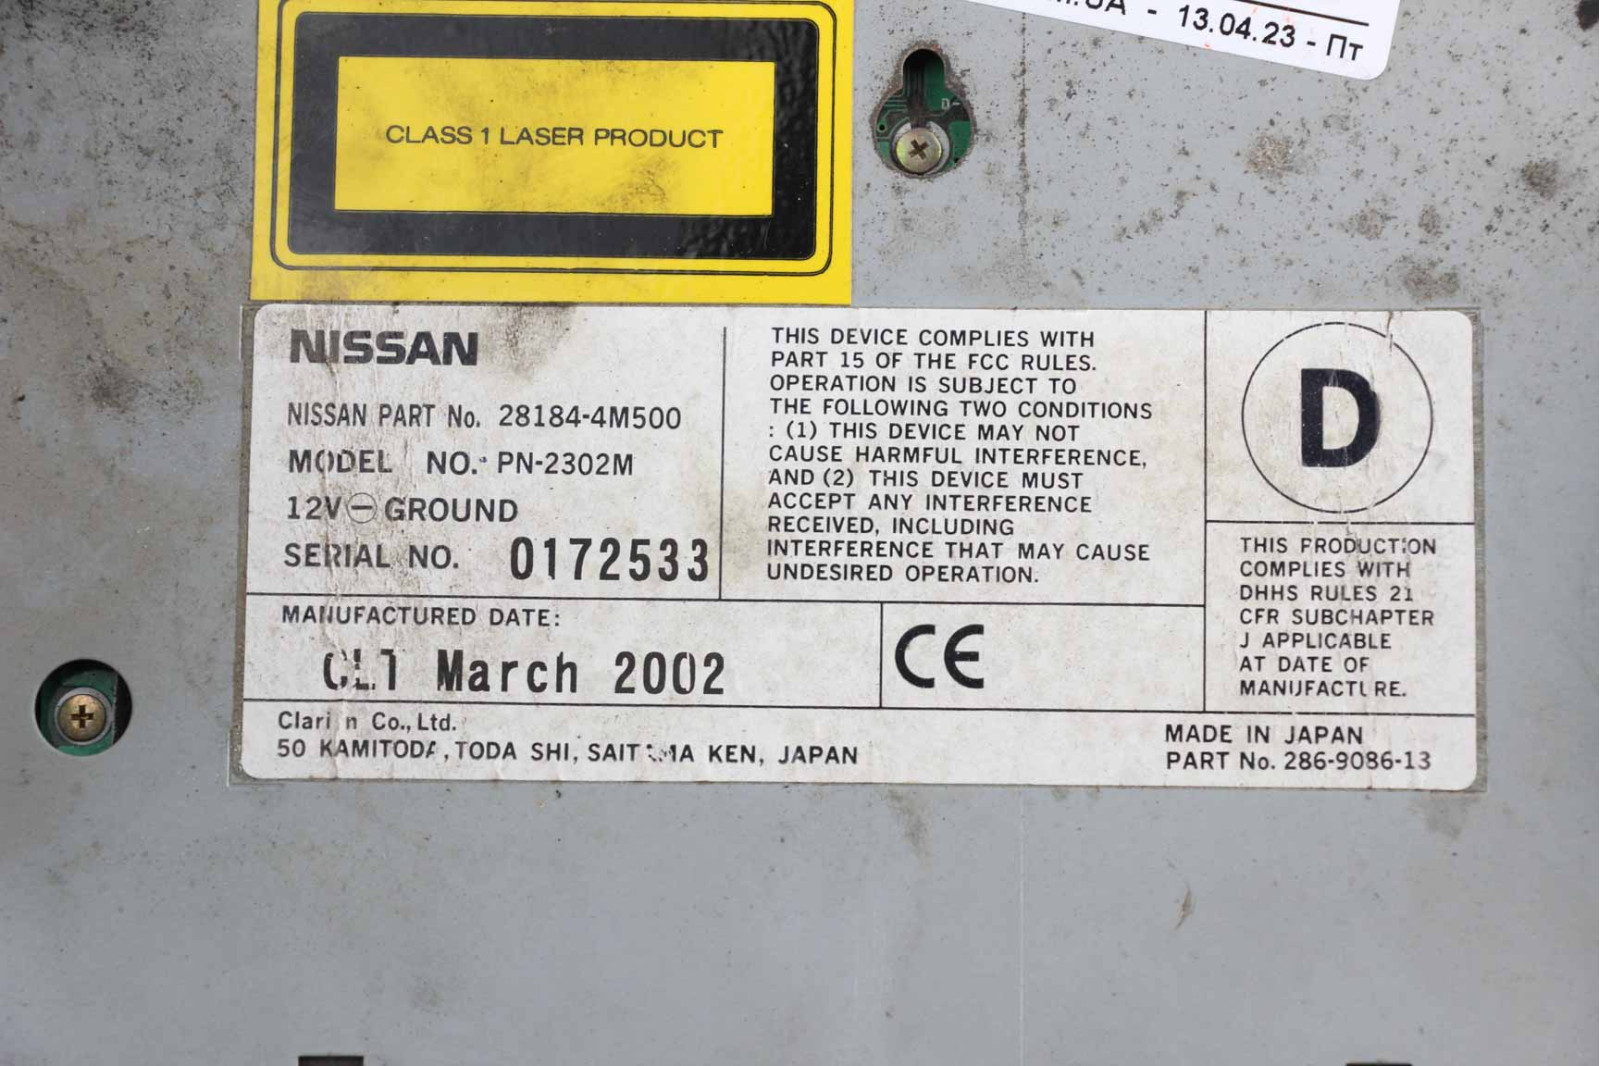 - 13.04.23 - Пт
CLASS 1 LASER PRODUCT
D-
NISSAN
NISSAN PART No. 28184-4M500
MODEL NO. PN-2302M
12V⊖GROUND
SERIAL NO. 0172533
THIS DEVICE COMPLIES WITH
PART 15 OF THE FCC RULES.
OPERATION IS SUBJECT TO
THE FOLLOWING TWO CONDITIONS
: (1) THIS DEVICE MAY NOT
CAUSE HARMFUL INTERFERENCE,
AND (2) THIS DEVICE MUST
ACCEPT ANY INTERFERENCE
RECEIVED, INCLUDING
INTERFERENCE THAT MAY CAUSE
UNDESIRED OPERATION.
D
THIS PRODUCTION
COMPLIES WITH
DHHS RULES 21
CFR SUBCHAPTER
J APPLICABLE
AT DATE OF
MANUFACTURE.
MANUFACTURED DATE:
March 2002
CE
Clarion Co., Ltd.
50 KAMITODA, TODA SHI, SAITAMA KEN, JAPAN
MADE IN JAPAN
PART No. 286-9086-13